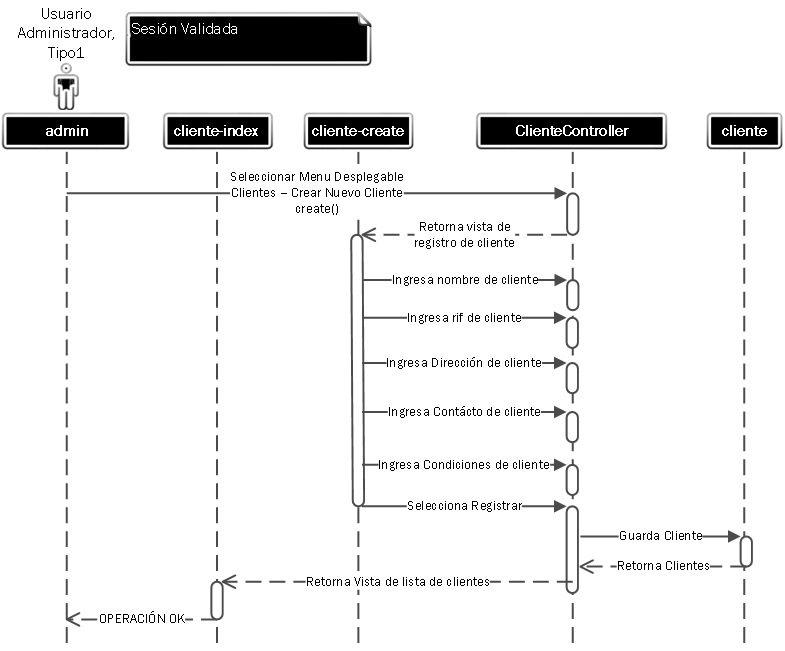 Usuario
Administrador,
Tipo1
Sesión Validada
admin
cliente-index
cliente-create
ClienteController
cliente
Seleccionar Menu Desplegable
Clientes – Crear Nuevo Cliente
create()
Retorna vista de
registro de cliente
Ingresa nombre de cliente
Ingresa rif de cliente
Ingresa Dirección de cliente
Ingresa Contácto de cliente
Ingresa Condiciones de cliente
Selecciona Registrar
Guarda Cliente
Retorna Clientes
Retorna Vista de lista de clientes
OPERACIÓN OK